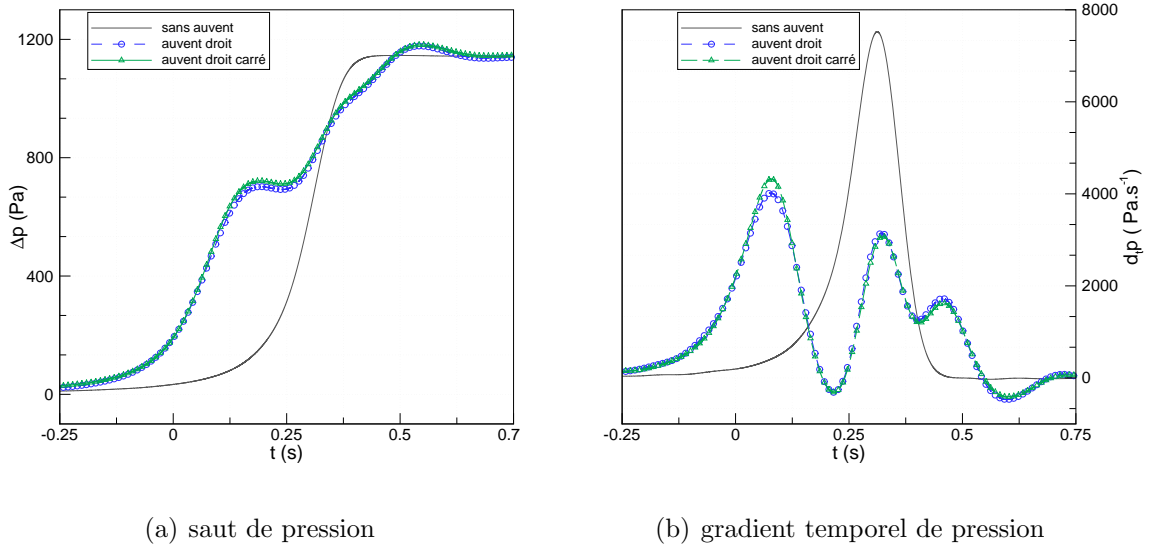 sans auvent
auvent droit
auvent droit carré
1200
800
400
0
Δp (Pa)
-0.25
0
0.25
0.5
0.7
t (s)
(a) saut de pression
sans auvent
auvent droit
auvent droit carré
8000
6000
4000
2000
0
dtp ( Pa.s-1)
-0.25
0
0.25
0.5
0.75
t (s)
(b) gradient temporel de pression